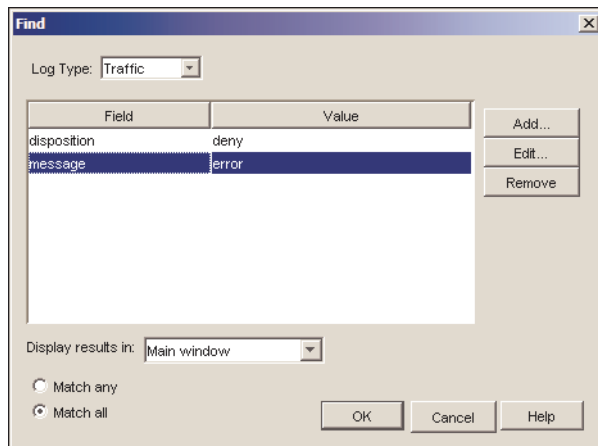 Find
Log Type: Traffic
Field Value
disposition deny
message error
Add...
Edit...
Remove
Display results in: Main window
Match any
Match all
OK Cancel Help